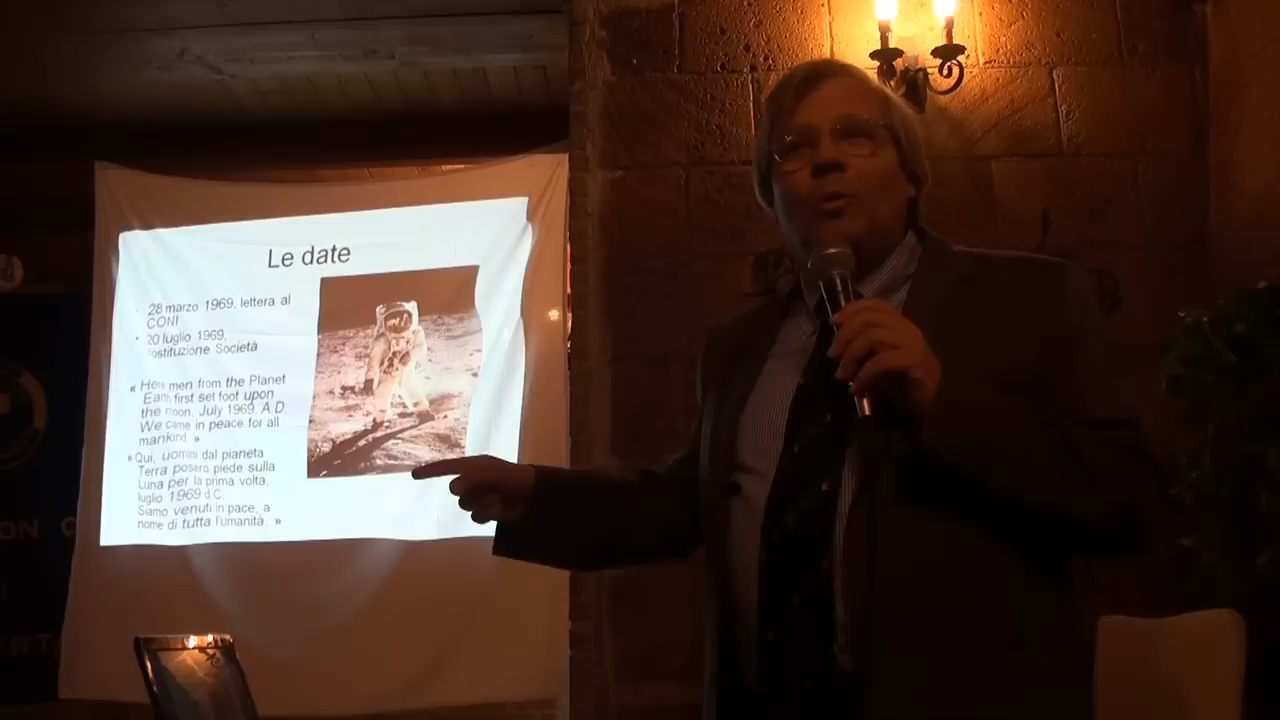 Le date
28 marzo 1969, lettera al
CONI
20 luglio 1969,
costituzione Società
« Here men from the Planet
Earth first set foot upon
the moon, July 1969, A.D.
We came in peace for all
mankind »
« Qui, uomini dal pianeta
Terra posero piede sulla
Luna per la prima volta,
luglio 1969 d.C.
Siamo venuti in pace, a
nome di tutta l'umanità. »